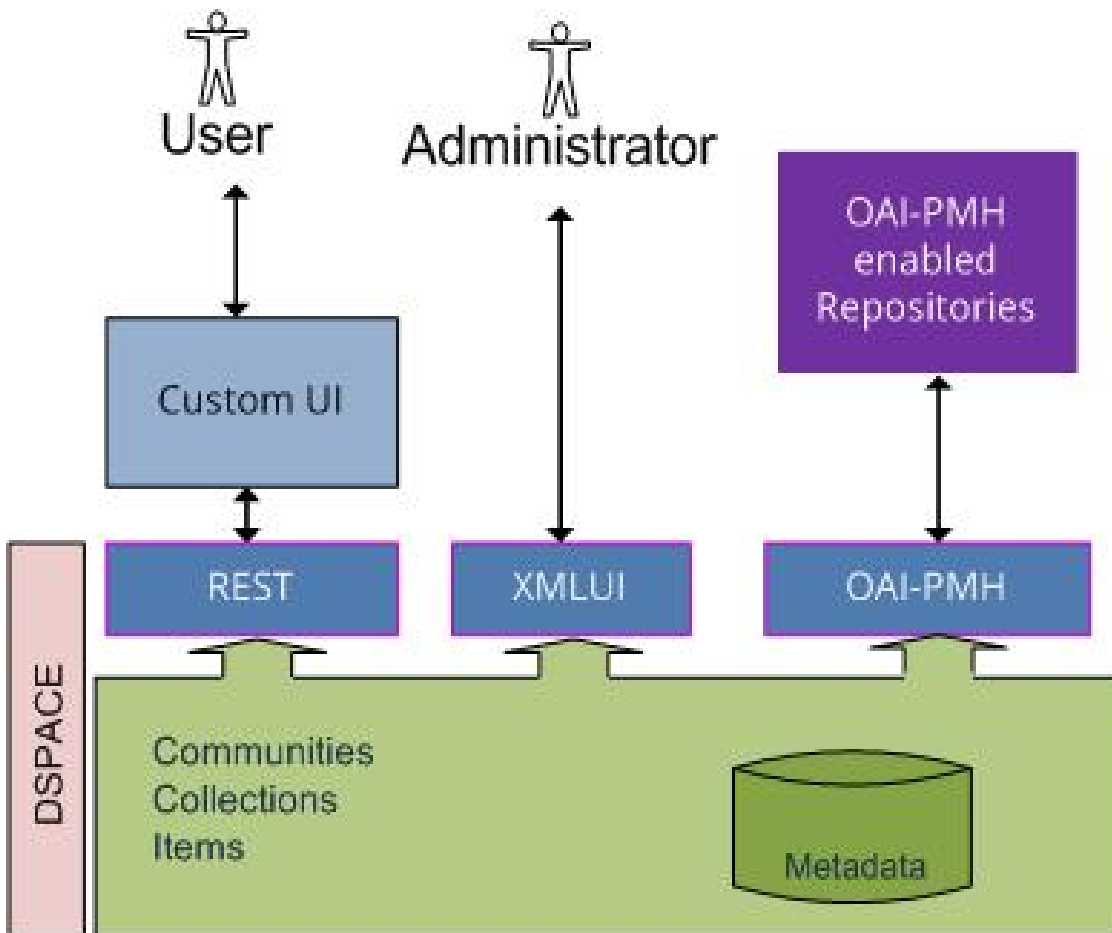 User
Administrator
OAI-PMH
enabled
Repositories
Custom UI
REST
XMLUI
OAI-PMH
DSPACE
Communities
Collections
Items
Metadata